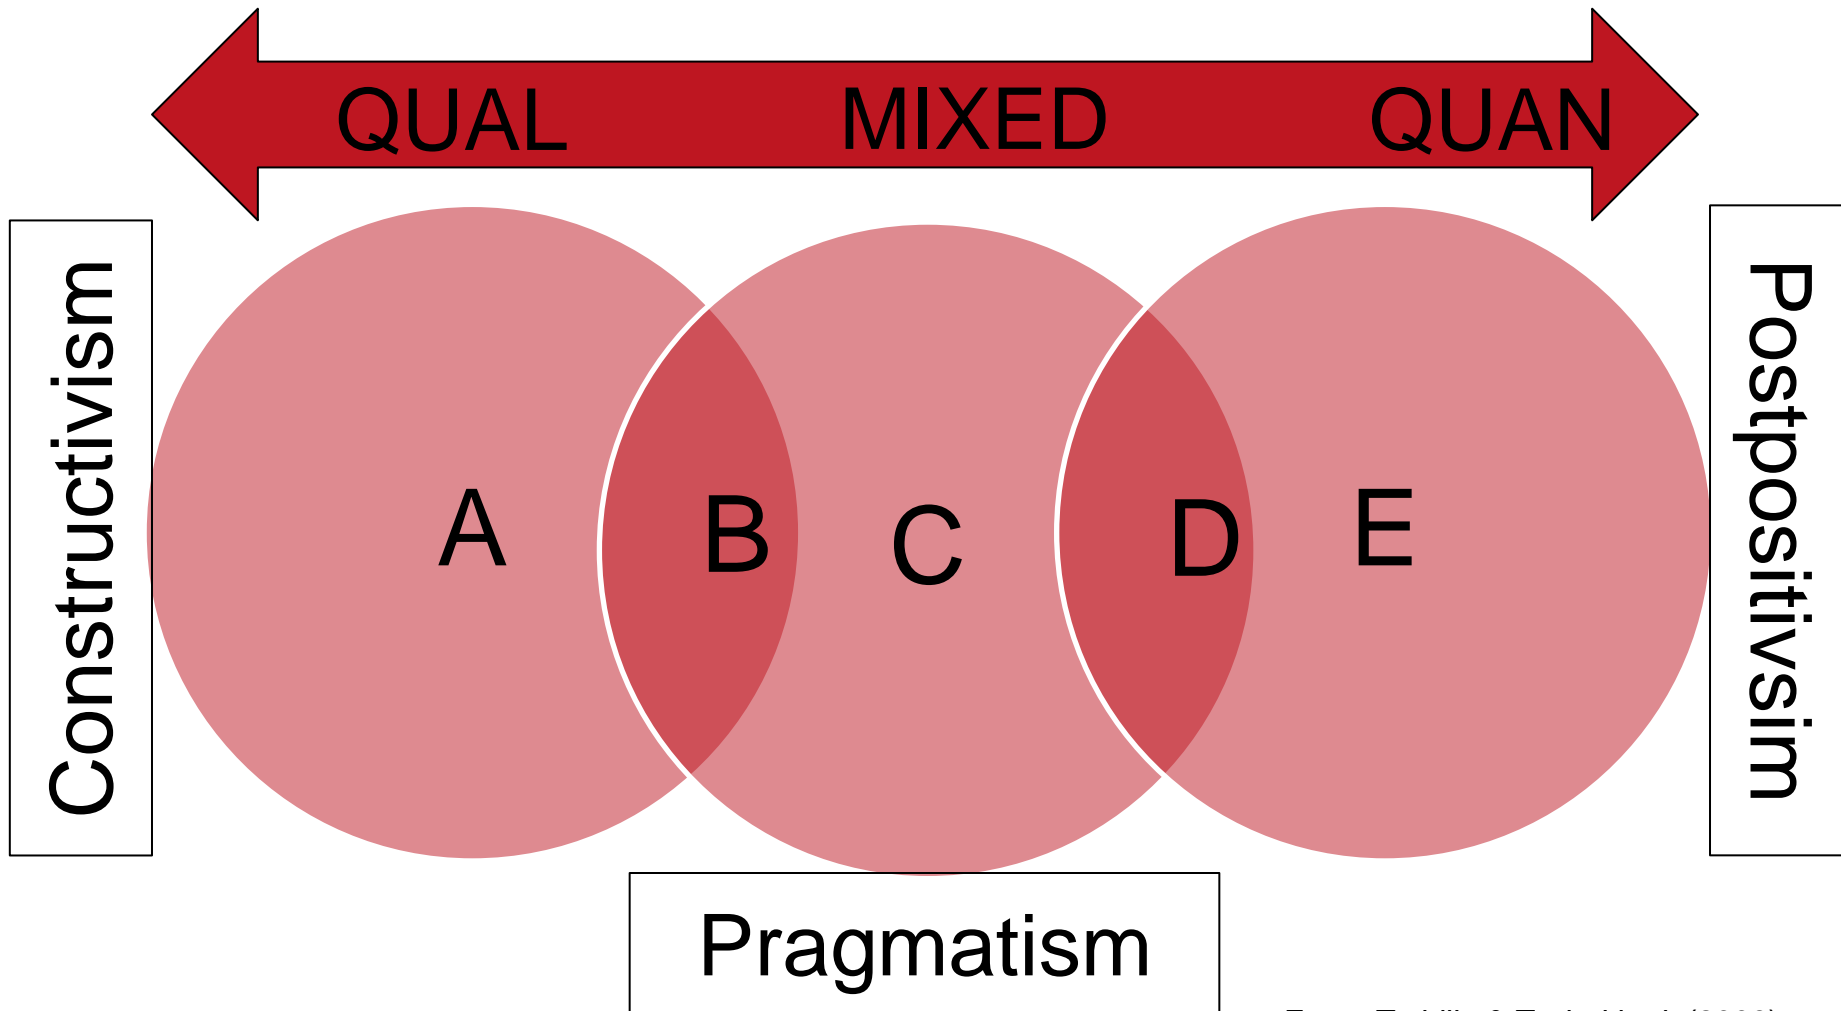 QUAL MIXED QUAN
Constructivism
A B C D E
Postpositivsim
Pragmatism